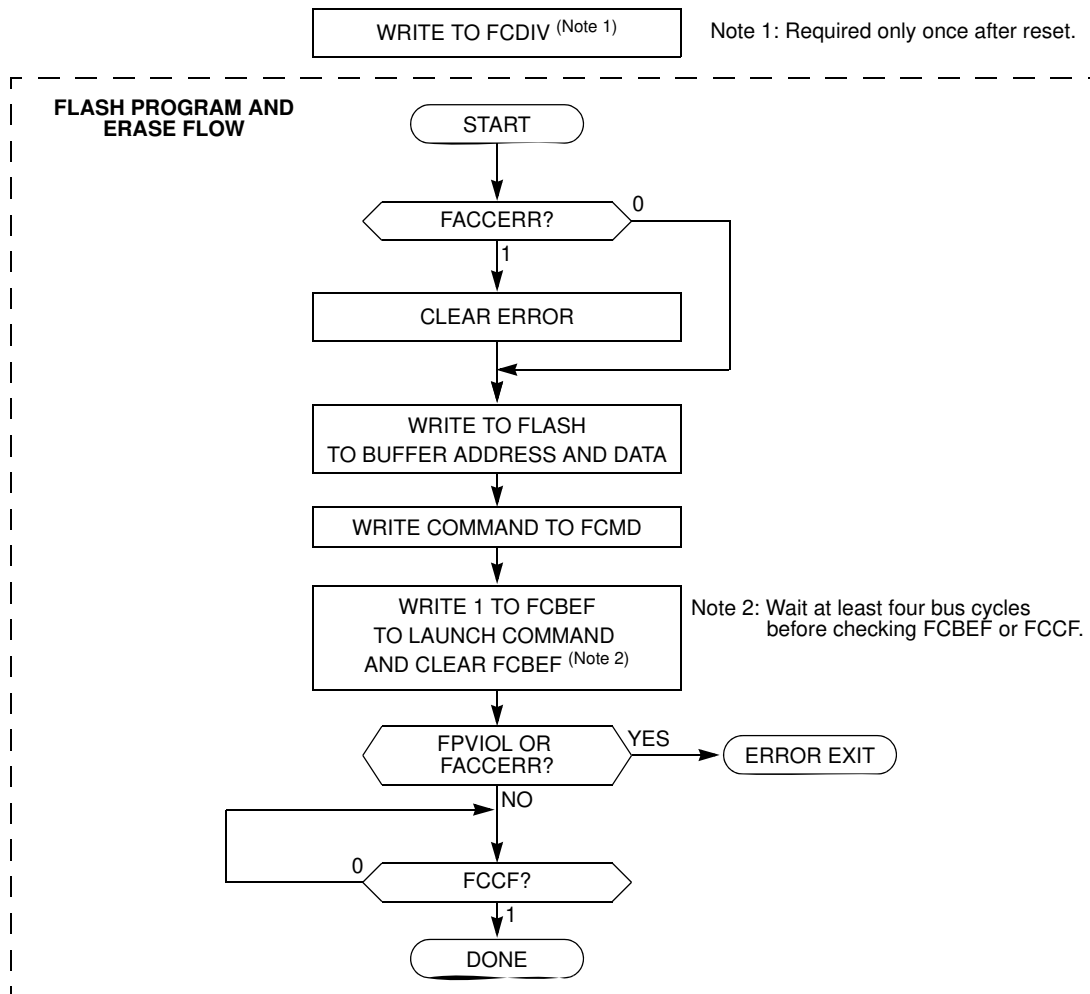 WRITE TO FCDIV (Note 1)
Note 1: Required only once after reset.
FLASH PROGRAM AND
ERASE FLOW
START
FACCERR?
0
1
CLEAR ERROR
WRITE TO FLASH
TO BUFFER ADDRESS AND DATA
WRITE COMMAND TO FCMD
WRITE 1 TO FCBEF
TO LAUNCH COMMAND
AND CLEAR FCBEF (Note 2)
Note 2: Wait at least four bus cycles
before checking FCBEF or FCCF.
FPVIOL OR
FACCERR?
YES
ERROR EXIT
NO
0
FCCF?
1
DONE